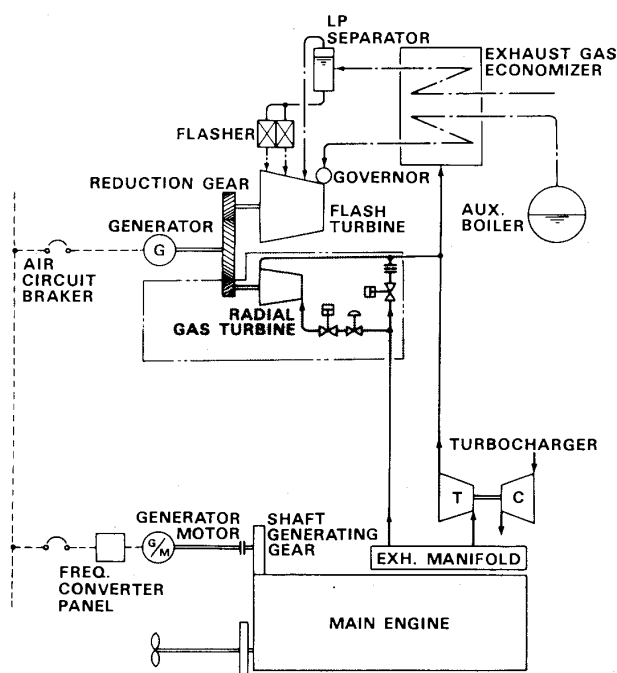 LP
SEPARATOR
EXHAUST GAS
ECONOMIZER
FLASHER
GOVERNOR
REDUCTION GEAR
FLASH
TURBINE
AUX.
BOILER
GENERATOR
G
AIR
CIRCUIT
BRAKER
RADIAL
GAS TURBINE
TURBOCHARGER
T
C
GENERATOR
MOTOR
SHAFT
GENERATING
GEAR
G/M
EXH. MANIFOLD
FREQ.
CONVERTER
PANEL
MAIN ENGINE